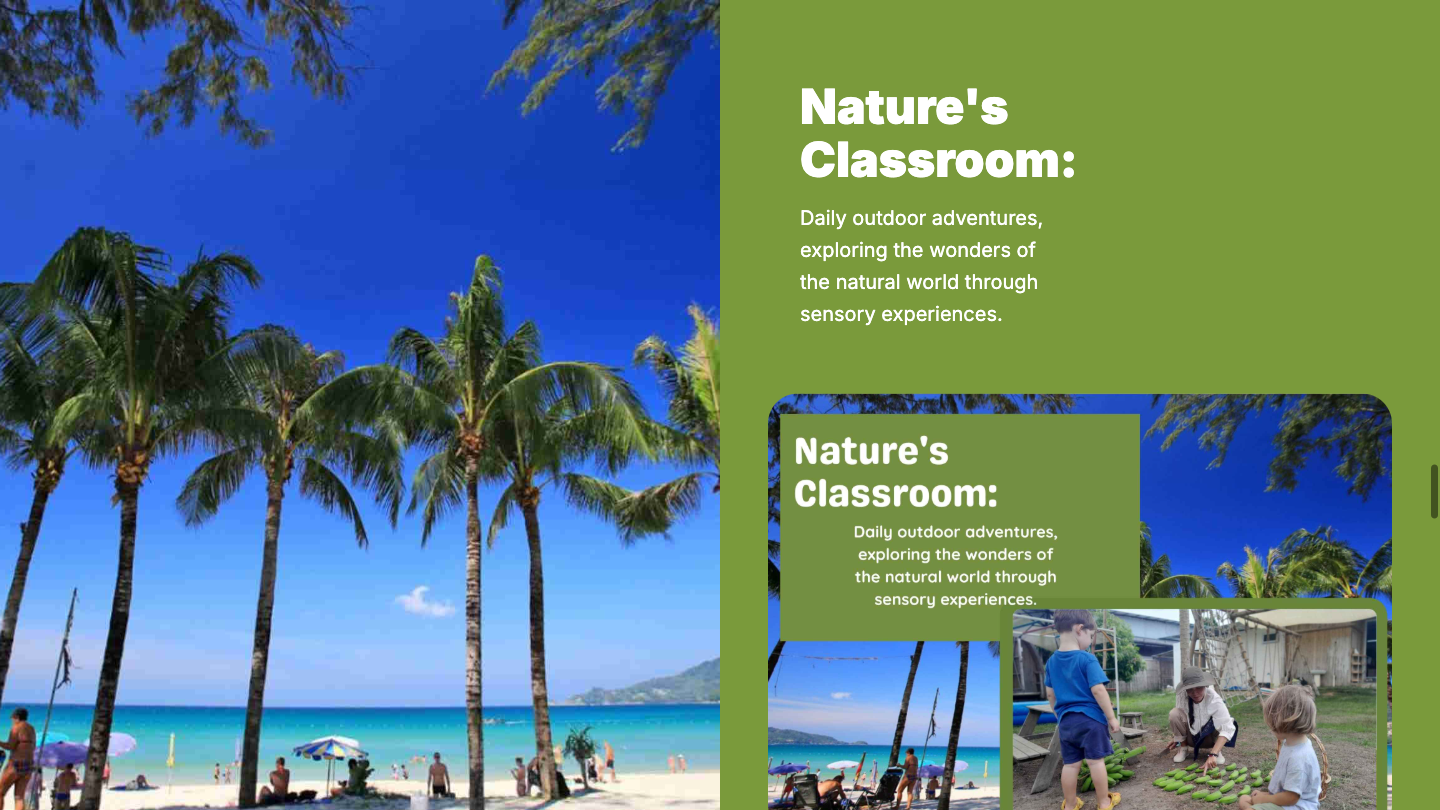 Nature's
Classroom:
Daily outdoor adventures,
exploring the wonders of
the natural world through
sensory experiences.
Nature's
Classroom:
Daily outdoor adventures,
exploring the wonders of
the natural world through
sensory experiences.